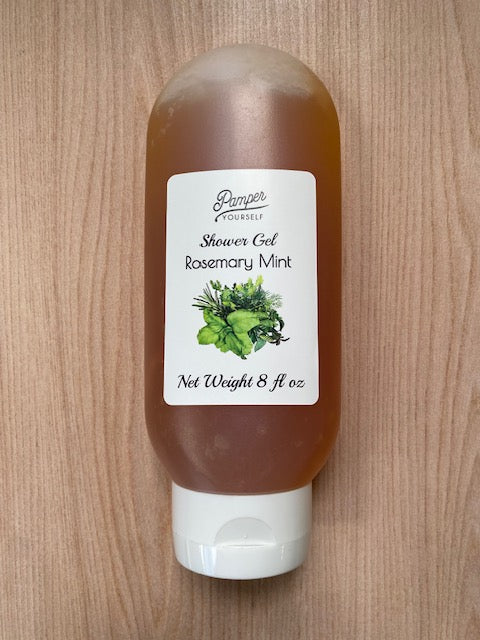 Pamper
YOURSELF
Shower Gel
Rosemary Mint
Net Weight 8 fl oz